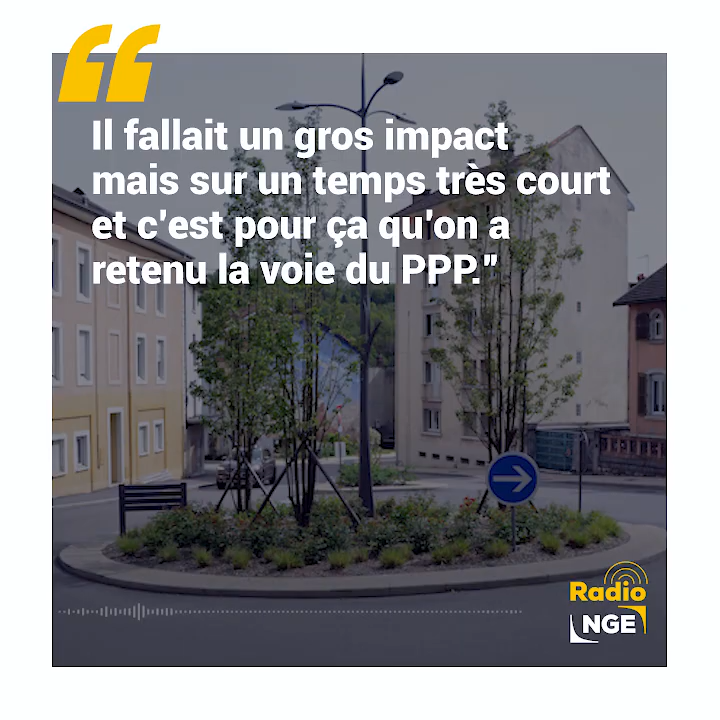 “
Il fallait un gros impact
mais sur un temps très court
et c'est pour ça qu'on a
retenu la voie du PPP."
Radio
NGE